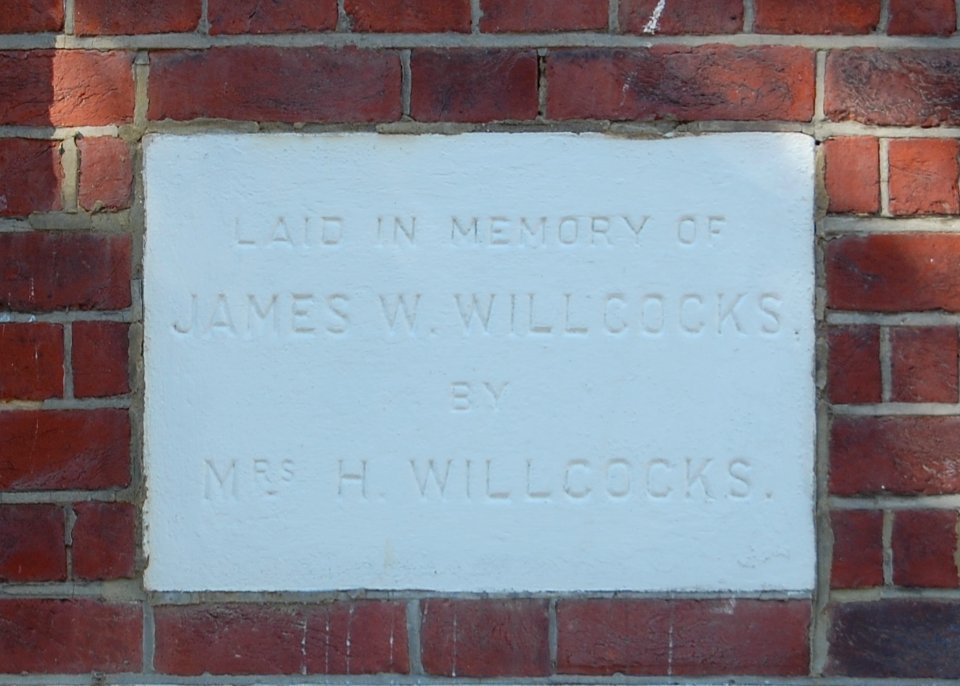 LAID IN MEMORY OF
JAMES W. WILLCOCKS.
BY
MRS H. WILLCOCKS.